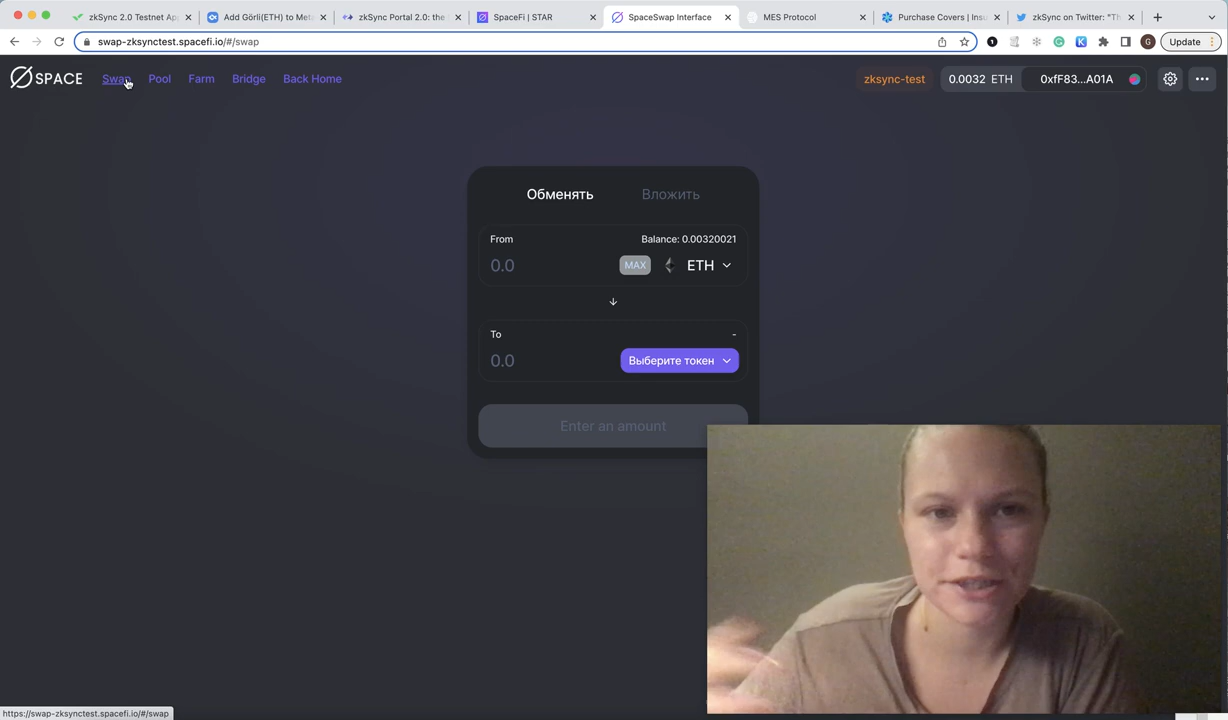 zkSync 2.0 Testnet Ap
Add Görli(ETH) to Meta
zkSync Portal 2.0: the
SpaceFi | STAR
SpaceSwap Interface
MES Protocol
Purchase Covers | Insu
zkSync on Twitter: "Th
swap-zksynctest.spacefi.io/#/swap
Update
SPACE
Swap
Pool
Farm
Bridge
Back Home
zksync-test
0.0032 ETH
0xfF83...A01A
Обменять
Вложить
From
Balance: 0.00320021
0.0
MAX
ETH
To
-
0.0
Выберите токен
Enter an amount
https://swap-zksynctest.spacefi.io/#/swap